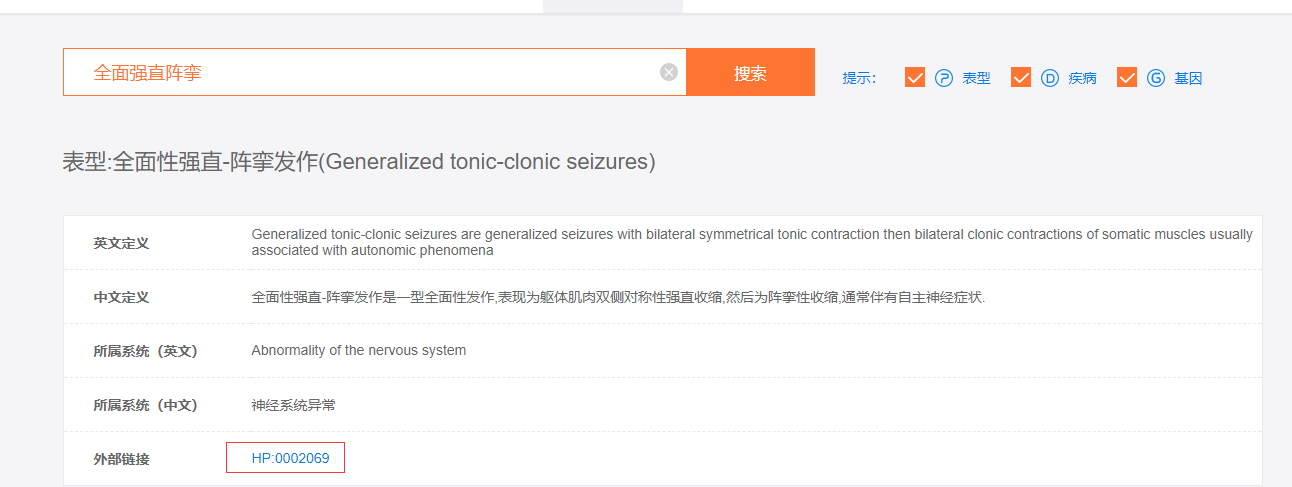 全面强直阵挛
搜索
提示：
表型
疾病
基因
表型:全面性强直-阵挛发作(Generalized tonic-clonic seizures)
英文定义
Generalized tonic-clonic seizures are generalized seizures with bilateral symmetrical tonic contraction then bilateral clonic contractions of somatic muscles usually
associated with autonomic phenomena
中文定义
全面性强直-阵挛发作是一型全面性发作,表现为躯体肌肉双侧对称性强直收缩,然后为阵挛性收缩,通常伴有自主神经症状.
所属系统（英文）
Abnormality of the nervous system
所属系统（中文）
神经系统异常
外部链接
HP:0002069